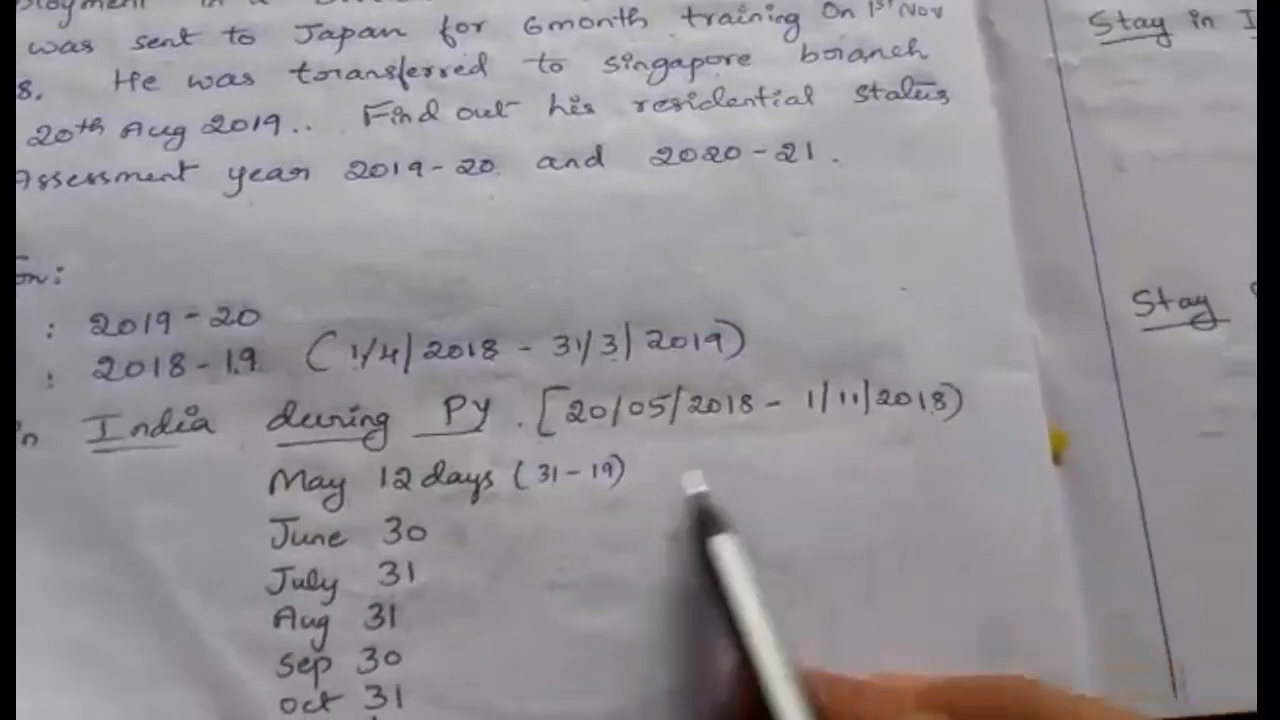 was sent to Japan for 6month training On 1st Nov
8. He was transferred to singapore branch
20th Aug 2019.. Find out his residential status
Assessment year 2019-20 and 2020-21.
: 2019-20
: 2018-19 (1/4/2018 - 31/3/2019)
India during PY. [20/05/2018 - 1/11/2018)
May 12 days (31-19)
June 30
July 31
Aug 31
Sep 30
Oct 31
Stay in
Stay